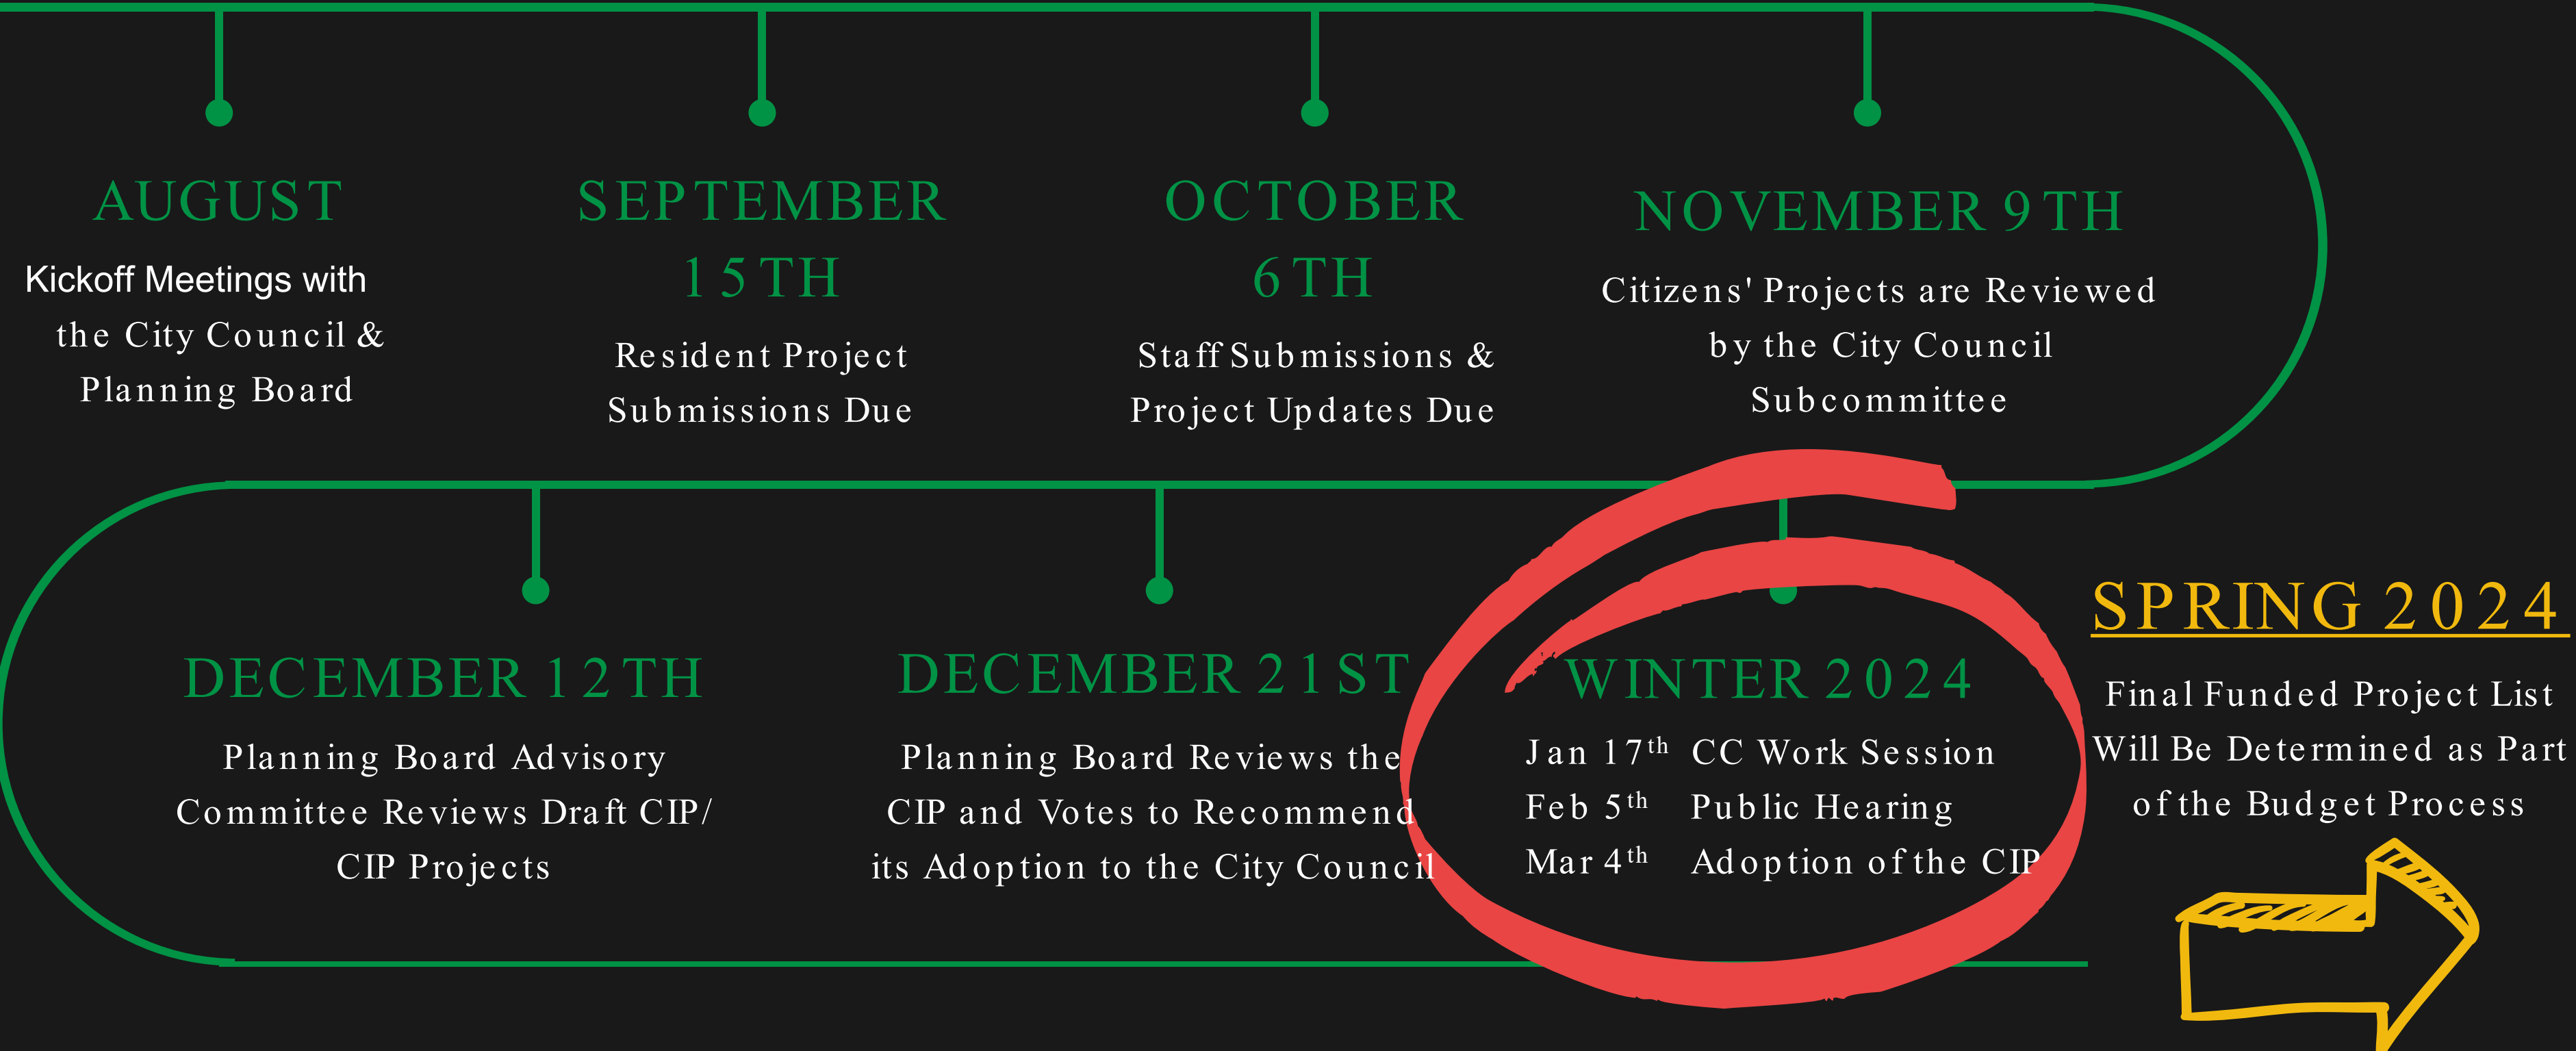 AUGUST
Kickoff Meetings with
the City Council &
Planning Board
SEPTEMBER
15TH
Resident Project
Submissions Due
OCTOBER
6TH
Staff Submissions &
Project Updates Due
NOVEMBER 9TH
Citizens' Projects are Reviewed
by the City Council
Subcommittee
DECEMBER 12TH
Planning Board Advisory
Committee Reviews Draft CIP/
CIP Projects
DECEMBER 21ST
Planning Board Reviews the
CIP and Votes to Recommend
its Adoption to the City Council
WINTER 2024
Jan 17th CC Work Session
Feb 5th Public Hearing
Mar 4th Adoption of the CIP
SPRING 2024
Final Funded Project List
Will Be Determined as Part
of the Budget Process